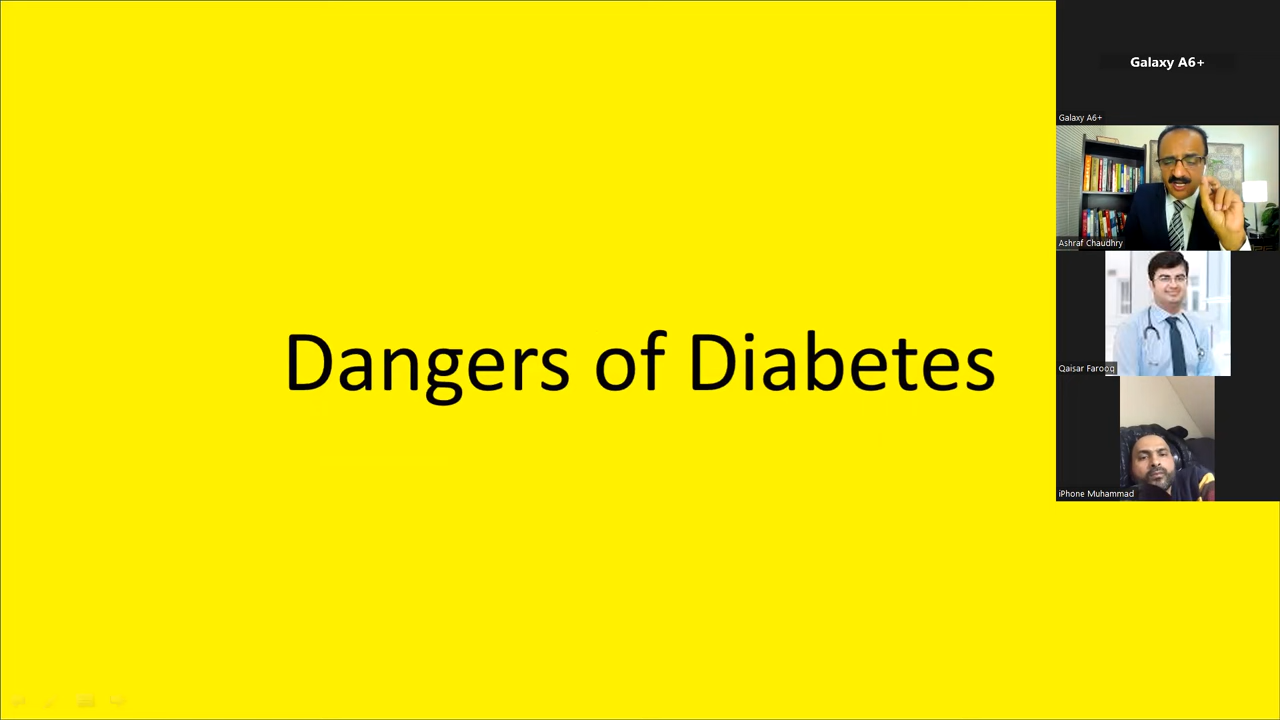 Galaxy A6+
Galaxy A6+
Ashraf Chaudhry
Dangers of Diabetes
Qaisar Farooq
iPhone Muhammad